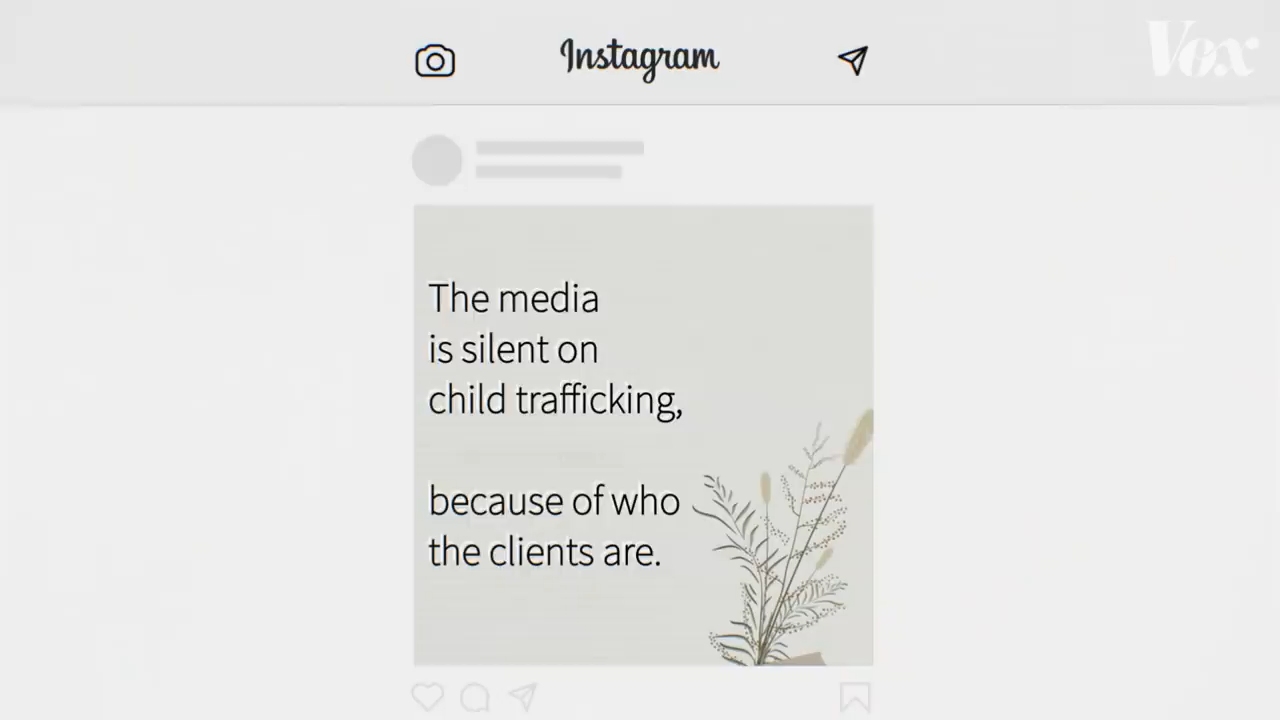 Instagram
Vox
The media
is silent on
child trafficking,
because of who
the clients are.